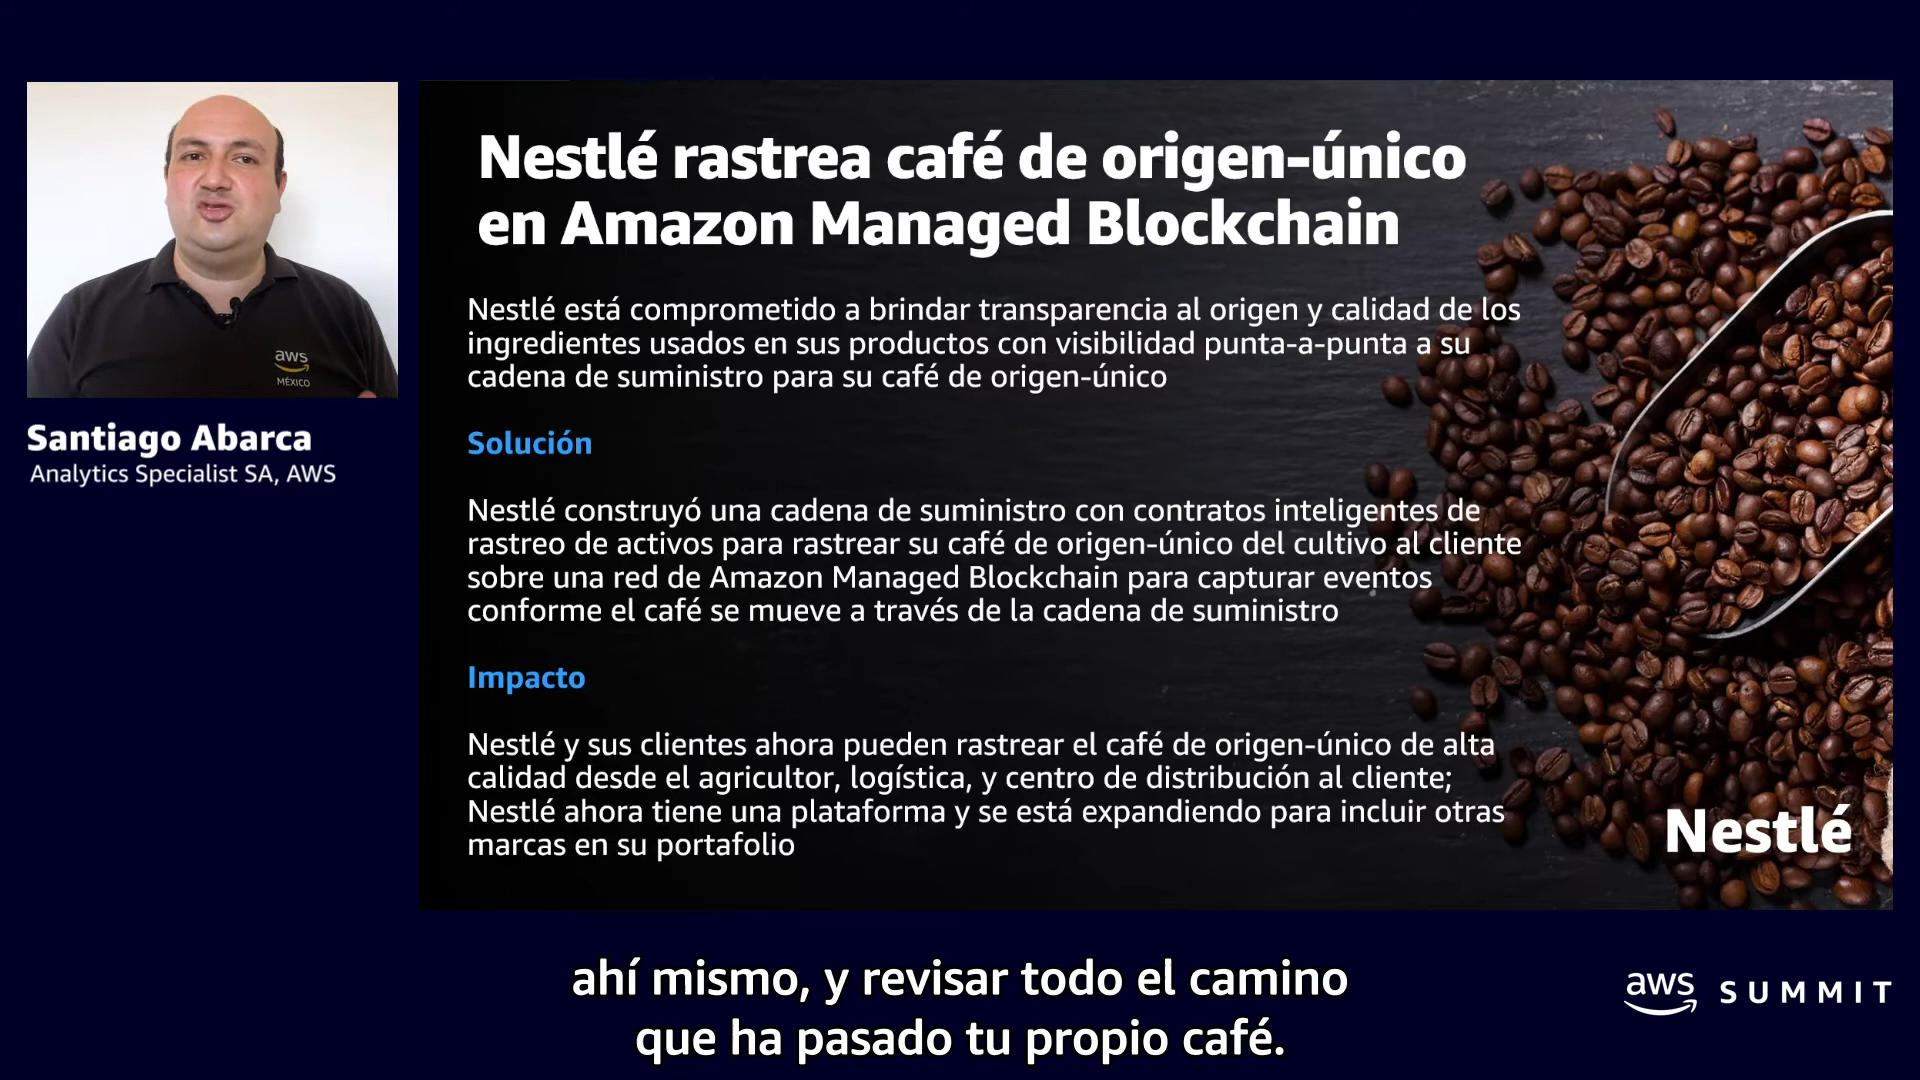 aws
MÉXICO
Santiago Abarca
Analytics Specialist SA, AWS
Nestlé rastrea café de origen-único
en Amazon Managed Blockchain
Nestlé está comprometido a brindar transparencia al origen y calidad de los
ingredientes usados en sus productos con visibilidad punta-a-punta a su
cadena de suministro para su café de origen-único
Solución
Nestlé construyó una cadena de suministro con contratos inteligentes de
rastreo de activos para rastrear su café de origen-único del cultivo al cliente
sobre una red de Amazon Managed Blockchain para capturar eventos
conforme el café se mueve a través de la cadena de suministro
Impacto
Nestlé y sus clientes ahora pueden rastrear el café de origen-único de alta
calidad desde el agricultor, logística, y centro de distribución al cliente;
Nestlé ahora tiene una plataforma y se está expandiendo para incluir otras
marcas en su portafolio
Nestlé
ahí mismo, y revisar todo el camino
que ha pasado tu propio café.
aws SUMMIT